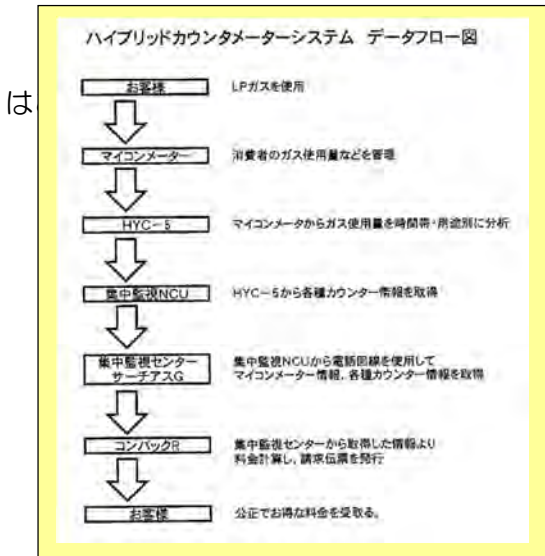 ハイブリッドカウンタメーターシステム データフロー図
お客様 LPガスを使用
は
マイコンメーター 消費者のガス使用量などを管理
HYC-5 マイコンメータからガス使用量を時間帯・用途別に分析
集中監視NCU HYC-5から各種カウンター情報を取得
集中監視センター 集中監視NCUから電話回線を使用して
サーチアスG マイコンメーター情報、各種カウンター情報を取得
コンパックR 集中監視センターから取得した情報より
料金計算し、請求伝票を発行
お客様 公正でお得な料金を受取る。